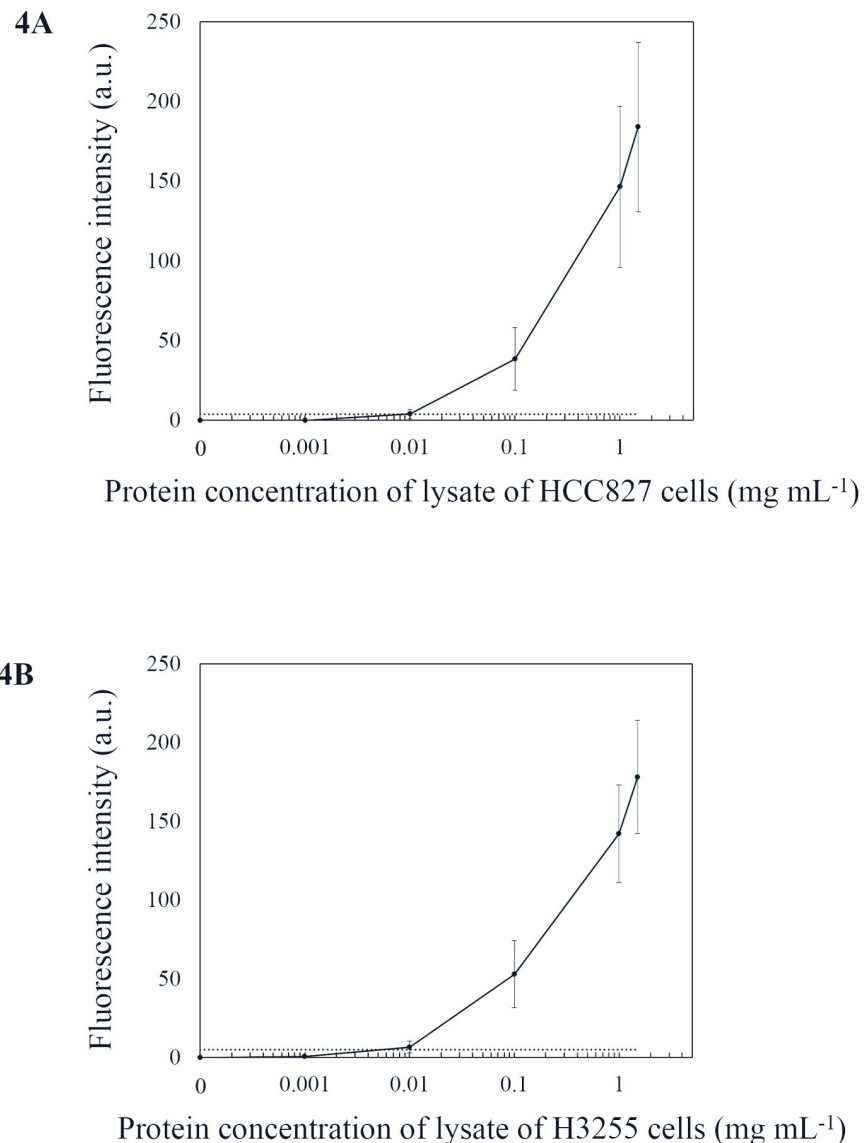 4A
Fluorescence intensity (a.u.)
250
200
150
100
50
0
0 0.001 0.01 0.1 1
Protein concentration of lysate of HCC827 cells (mg mL-1)
4B
Fluorescence intensity (a.u.)
250
200
150
100
50
0
0 0.001 0.01 0.1 1
Protein concentration of lysate of H3255 cells (mg mL-1)